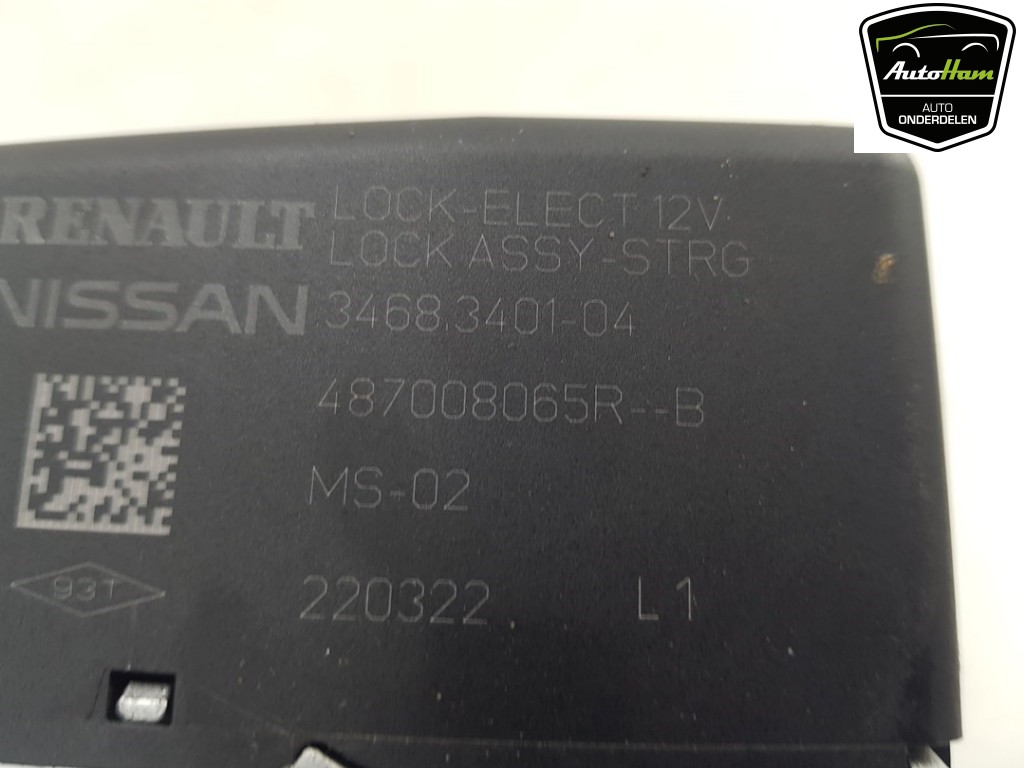 AutoHam
AUTO
ONDERDELEN
RENAULT
LOCK-ELECT 12V
LOCK ASSY-STRG
NISSAN
3468.3401-04
487008065R--B
MS-02
93T
220322
L1